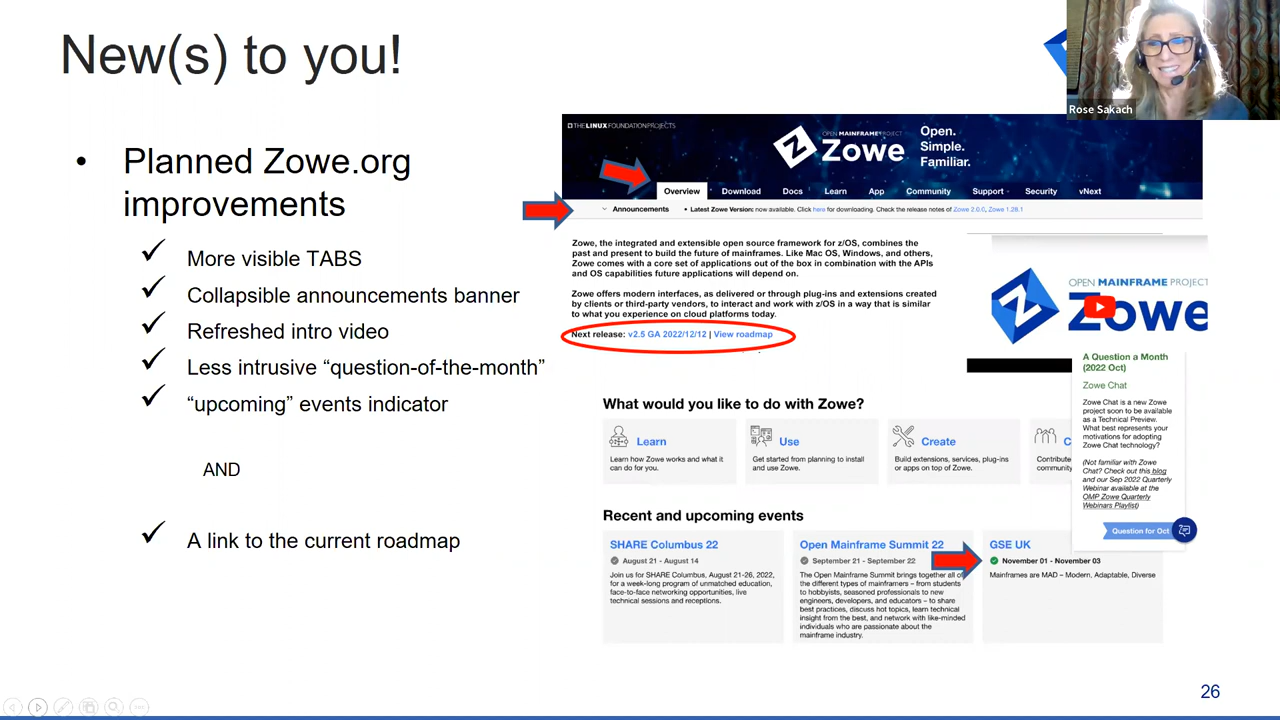 New(s) to you!
Rose Sakach
• Planned Zowe.org
improvements
✓ More visible TABS
✓ Collapsible announcements banner
✓ Refreshed intro video
✓ Less intrusive “question-of-the-month”
✓ “upcoming” events indicator
AND
✓ A link to the current roadmap
THE LINUX FOUNDATION PROJECTS
OPEN MAINFRAME PROJECT
Zowe
Open.
Simple.
Familiar.
Overview Download Docs Learn App Community Support Security vNext
Announcements • Latest Zowe Version: now available. Click here for downloading. Check the release notes of Zowe 2.0.0, Zowe 1.28.1
Zowe, the integrated and extensible open source framework for z/OS, combines the
past and present to build the future of mainframes. Like Mac OS, Windows, and others,
Zowe comes with a core set of applications out of the box in combination with the APIs
and OS capabilities future applications will depend on.
Zowe offers modern interfaces, as delivered or through plug-ins and extensions created
by clients or third-party vendors, to interact and work with z/OS in a way that is similar
to what you experience on cloud platforms today.
Next release: v2.5 GA 2022/12/12 | View roadmap
OPEN MAINFRAME PROJEC
Zowe
A Question a Month
(2022 Oct)
Zowe Chat
Zowe Chat is a new Zowe
project soon to be available
as a Technical Preview.
What best represents your
motivations for adopting
Zowe Chat technology?
(Not familiar with Zowe
Chat? Check out this blog
and our Sep 2022 Quarterly
Webinar available at the
OMP Zowe Quarterly
Webinars Playlist)
Question for Oct
What would you like to do with Zowe?
Learn
Learn how Zowe works and what it
can do for you.
Use
Get started from planning to install
and use Zowe.
Create
Build extensions, services, plug-ins
or apps on top of Zowe.
C
Contribute
community
Recent and upcoming events
SHARE Columbus 22
August 21 - August 14
Join us for SHARE Columbus, August 21-26, 2022,
for a week-long program of unmatched education,
face-to-face networking opportunities, live
technical sessions and receptions.
Open Mainframe Summit 22
September 21 - September 22
The Open Mainframe Summit brings together all of
the different types of mainframers – from students
to hobbyists, seasoned professionals to new
engineers, developers, and educators – to share
best practices, discuss hot topics, learn technical
insight from the best, and network with like-minded
individuals who are passionate about the
mainframe industry.
GSE UK
November 01 - November 03
Mainframes are MAD – Modern, Adaptable, Diverse
26